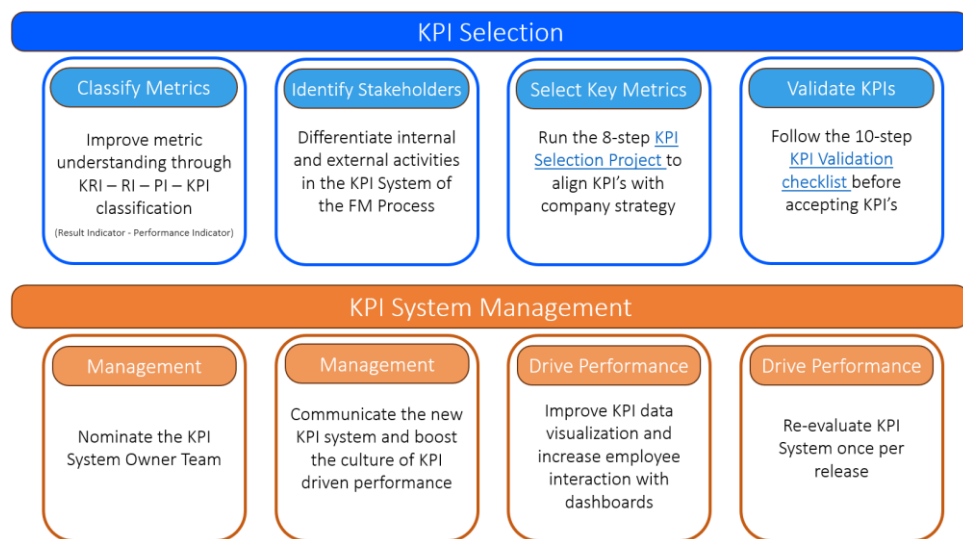 KPI Selection
Classify Metrics
Improve metric
understanding through
KRI – RI – PI – KPI
classification
(Result Indicator - Performance Indicator)
Identify Stakeholders
Differentiate internal
and external activities
in the KPI System of
the FM Process
Select Key Metrics
Run the 8-step KPI
Selection Project to
align KPI's with
company strategy
Validate KPIs
Follow the 10-step
KPI Validation
checklist before
accepting KPI's
KPI System Management
Management
Nominate the KPI
System Owner Team
Management
Communicate the new
KPI system and boost
the culture of KPI
driven performance
Drive Performance
Improve KPI data
visualization and
increase employee
interaction with
dashboards
Drive Performance
Re-evaluate KPI
System once per
release